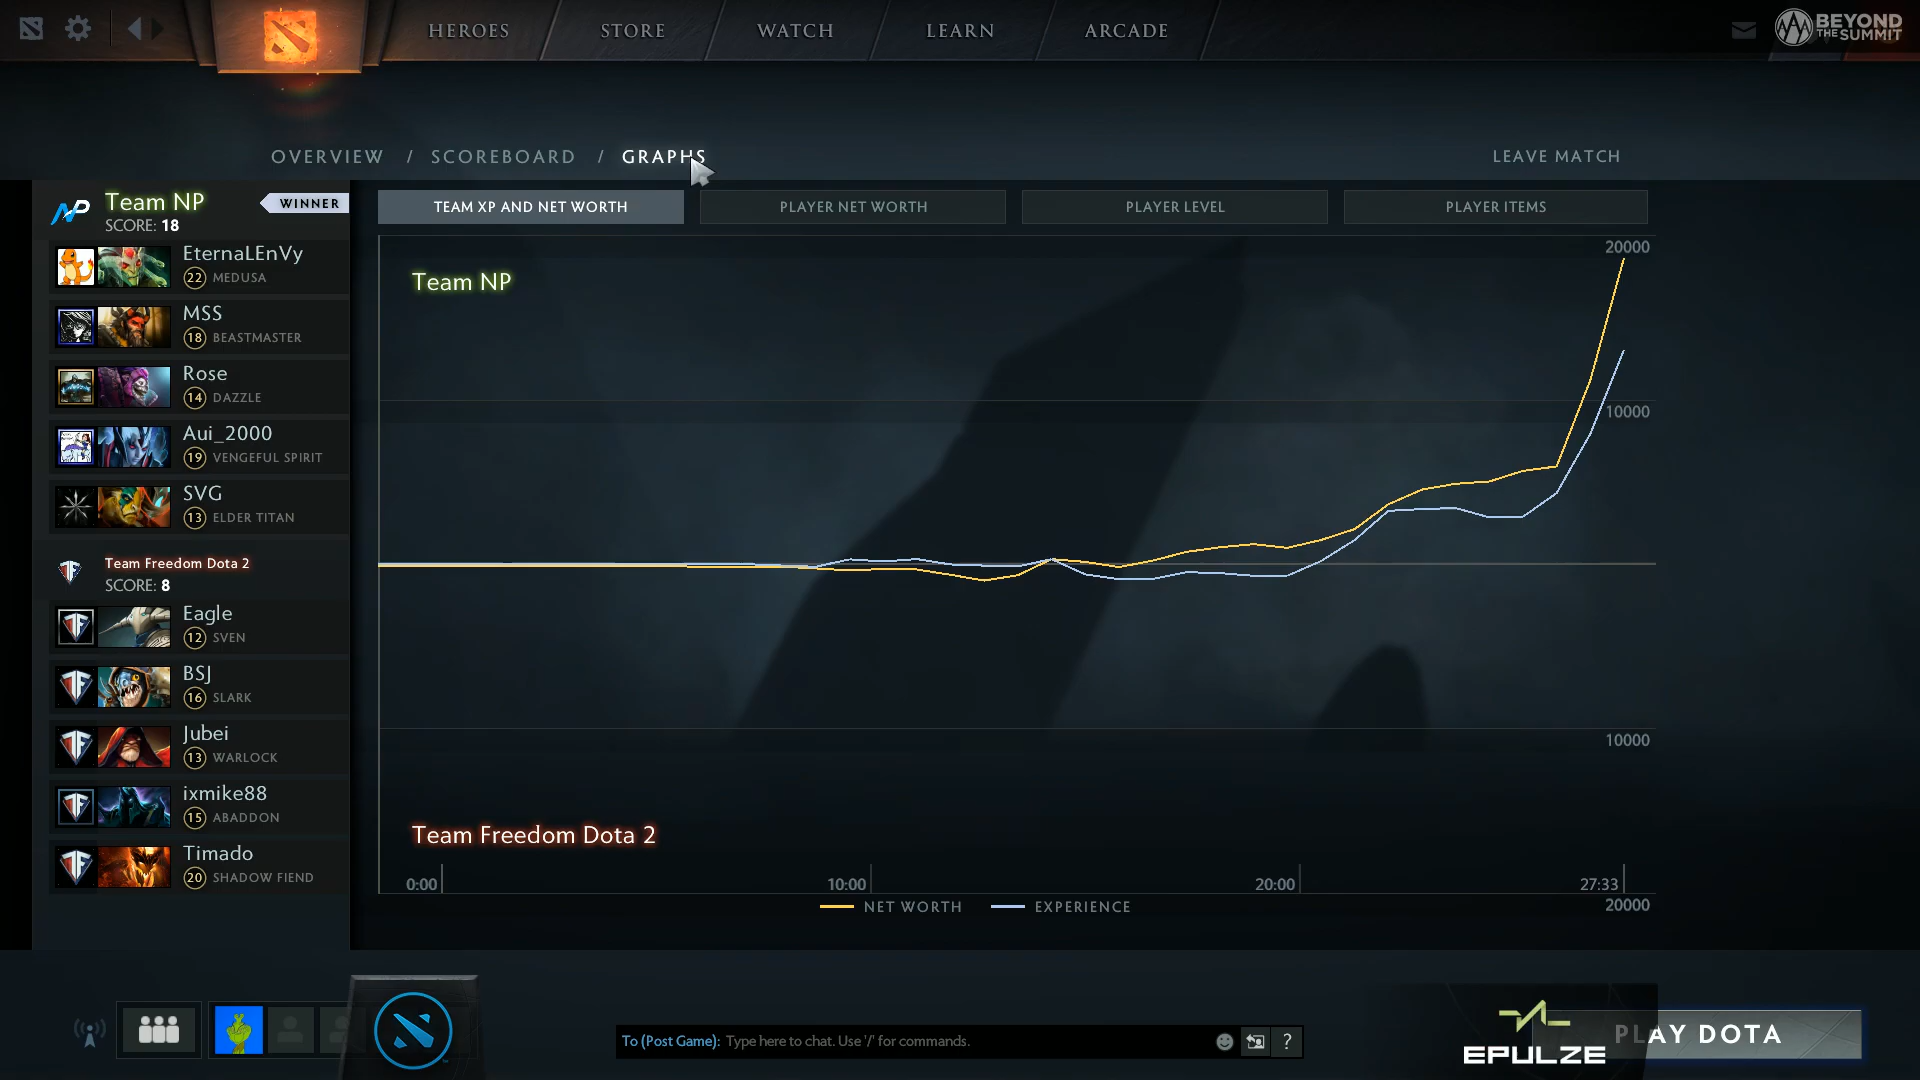 HEROES
STORE
WATCH
LEARN
ARCADE
BEYOND
THE SUMMIT
OVERVIEW / SCOREBOARD / GRAPHS
LEAVE MATCH
Team NP
SCORE: 18
WINNER
EternaLEnVy
22 MEDUSA
MSS
18 BEASTMASTER
Rose
14 DAZZLE
Aui_2000
19 VENGEFUL SPIRIT
SVG
13 ELDER TITAN
Team Freedom Dota 2
SCORE: 8
Eagle
12 SVEN
BSJ
16 SLARK
Jubei
13 WARLOCK
ixmike88
15 ABADDON
Timado
20 SHADOW FIEND
TEAM XP AND NET WORTH
PLAYER NET WORTH
PLAYER LEVEL
PLAYER ITEMS
20000
Team NP
10000
10000
Team Freedom Dota 2
0:00
10:00
20:00
27:33
20000
NET WORTH
EXPERIENCE
To (Post Game): Type here to chat. Use '/' for commands.
?
EPULZE
PLAY DOTA